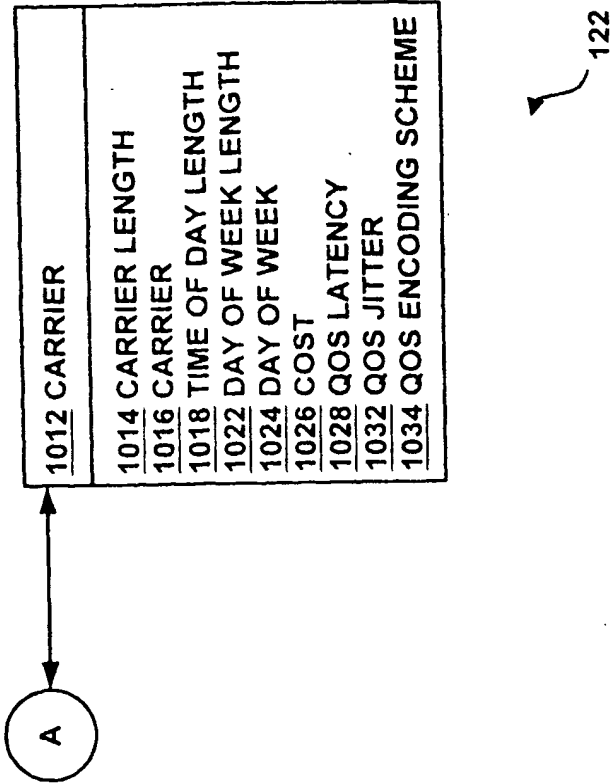 A
1012 CARRIER
1014 CARRIER LENGTH
1016 CARRIER
1018 TIME OF DAY LENGTH
1022 DAY OF WEEK LENGTH
1024 DAY OF WEEK
1026 COST
1028 QOS LATENCY
1032 QOS JITTER
1034 QOS ENCODING SCHEME
122